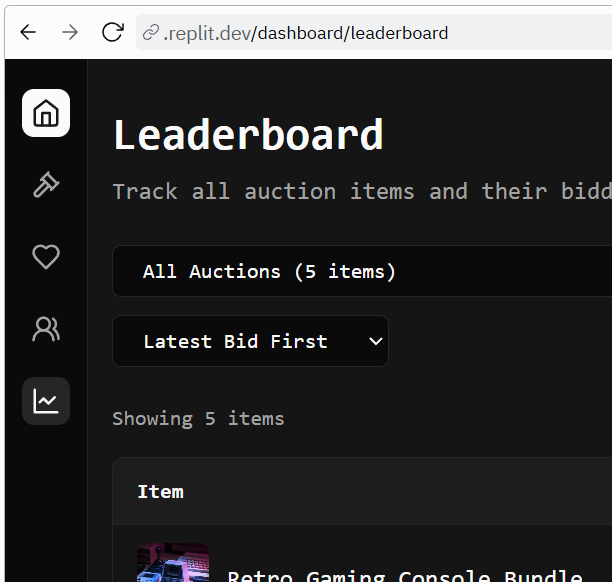 .replit.dev/dashboard/leaderboard
Leaderboard
Track all auction items and their bidd
All Auctions (5 items)
Latest Bid First
Showing 5 items
Item
Retro Gaming Console Bundle